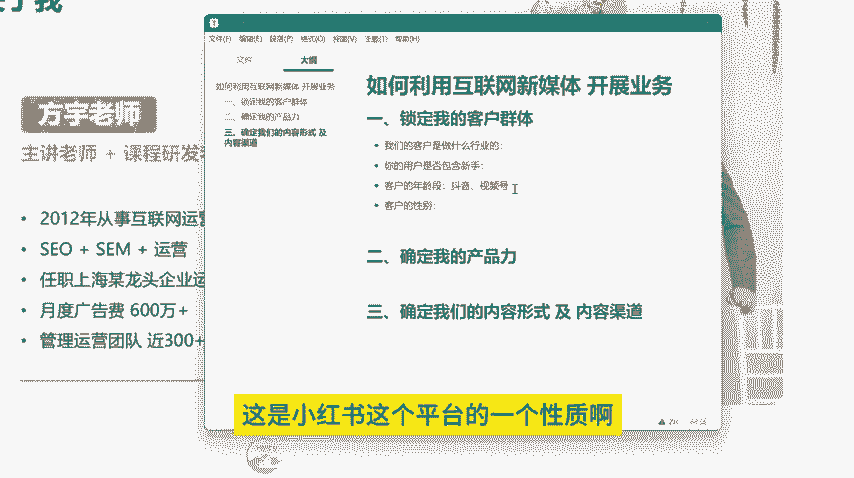 于我
方宇老师
主讲老师 + 课程研发
2012年从事互联网运营
SEO + SEM + 运营
任职上海某龙头企业运
月度广告费 600万+
管理运营团队 近300+
文件(F) 编辑(E) 段落(P) 格式(O) 视图(V) 主题(T) 帮助(H)
文件 大纲
如何利用互联网新媒体 开展业务
一、锁定我的客户群体
二、确定我的产品力
三、确定我们的内容形式 及
内容渠道
如何利用互联网新媒体 开展业务
一、锁定我的客户群体
我们的客户是做什么行业的：
你的用户是否包含新手：
客户的年龄段：抖音、视频号
客户的性别：
二、确定我的产品力
三、确定我们的内容形式 及 内容渠道
这是小红书这个平台的一个性质啊